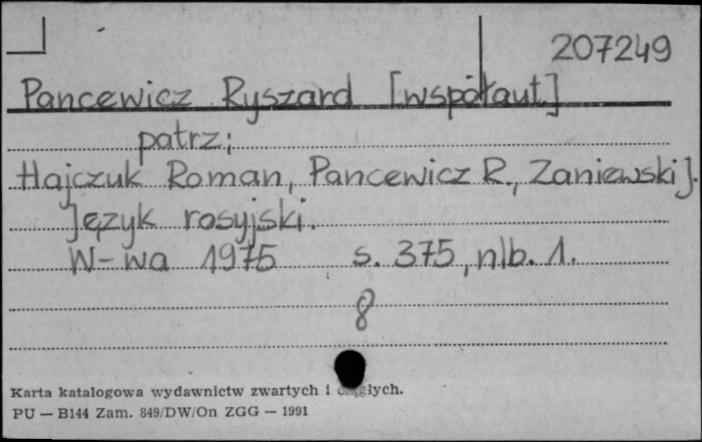 207249
Pancewicz Ryszard [współaut.]
patrz:
Hajczuk Roman, Pancewicz R., Zaniewski J.
Język rosyjski.
W-wa 1975 s. 375, nlb. 1.
8
Karta katalogowa wydawnictw zwartych i ciągłych.
PU — B144 Zam. 849/DW/On ZGG — 1991